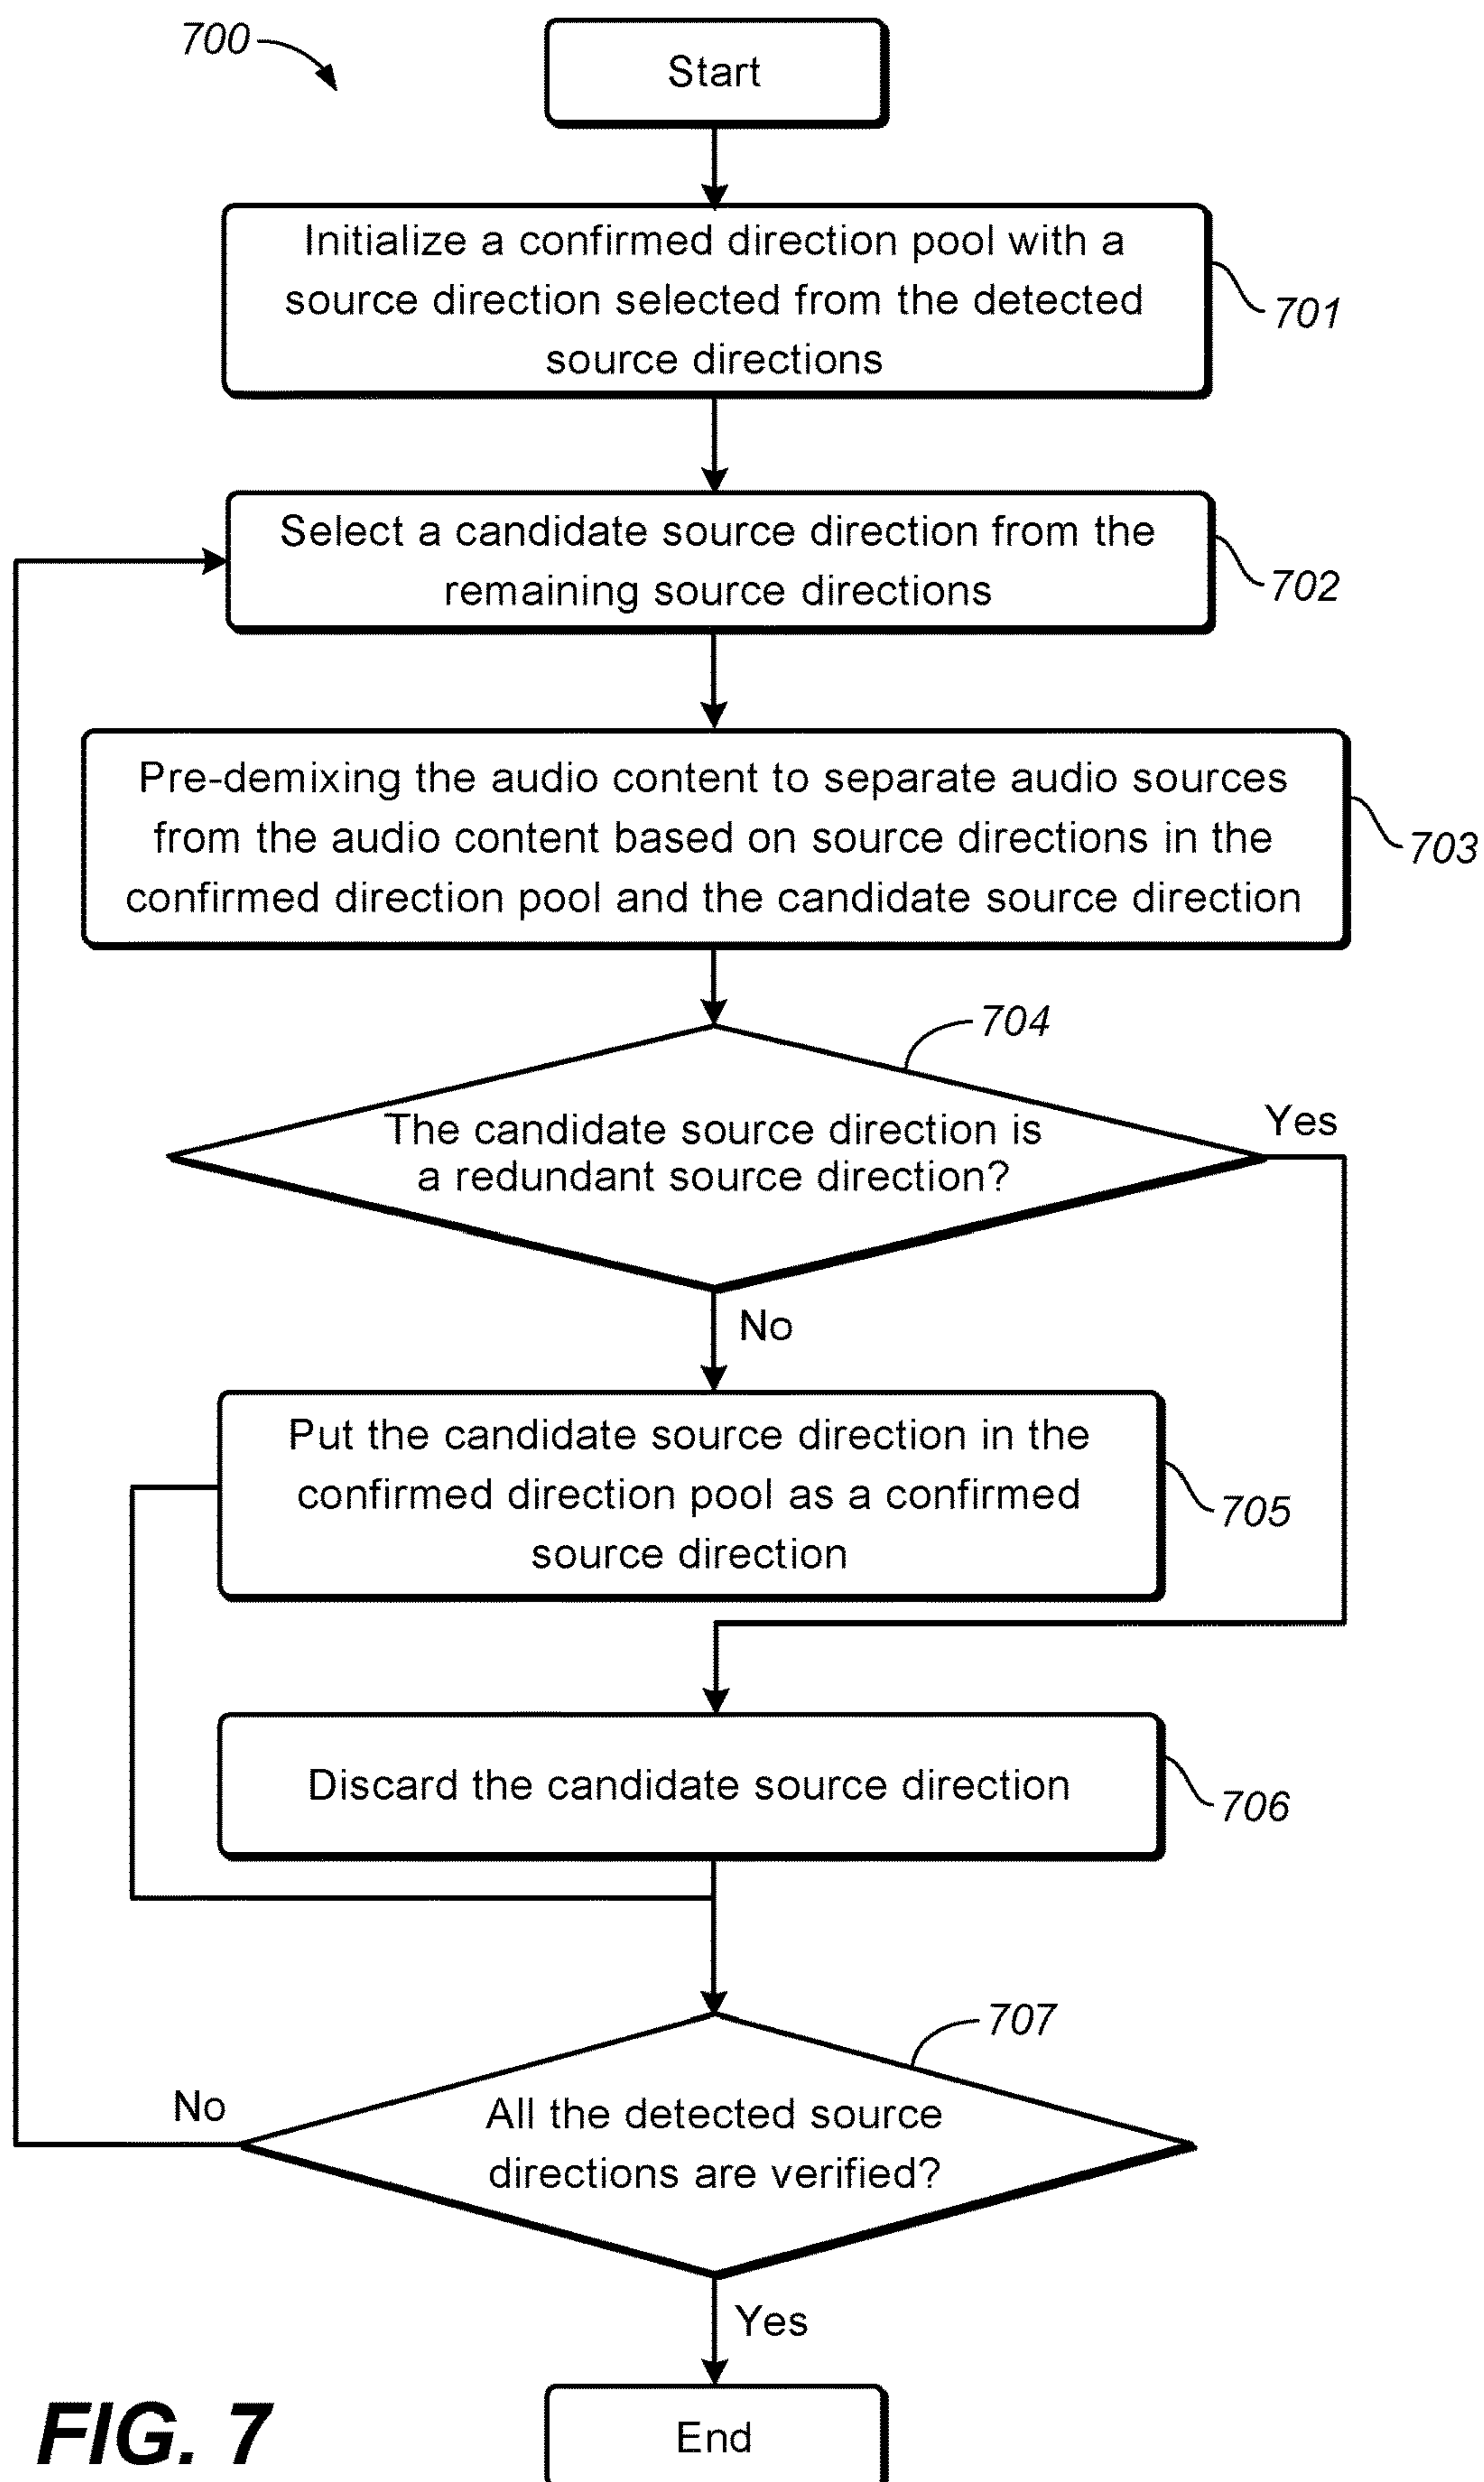 700
Start
Initialize a confirmed direction pool with a
source direction selected from the detected
source directions
701
Select a candidate source direction from the
remaining source directions
702
Pre-demixing the audio content to separate audio sources
from the audio content based on source directions in the
confirmed direction pool and the candidate source direction
703
704
The candidate source direction is
a redundant source direction?
Yes
No
Put the candidate source direction in the
confirmed direction pool as a confirmed
source direction
705
Discard the candidate source direction
706
707
All the detected source
directions are verified?
No
Yes
End
FIG. 7